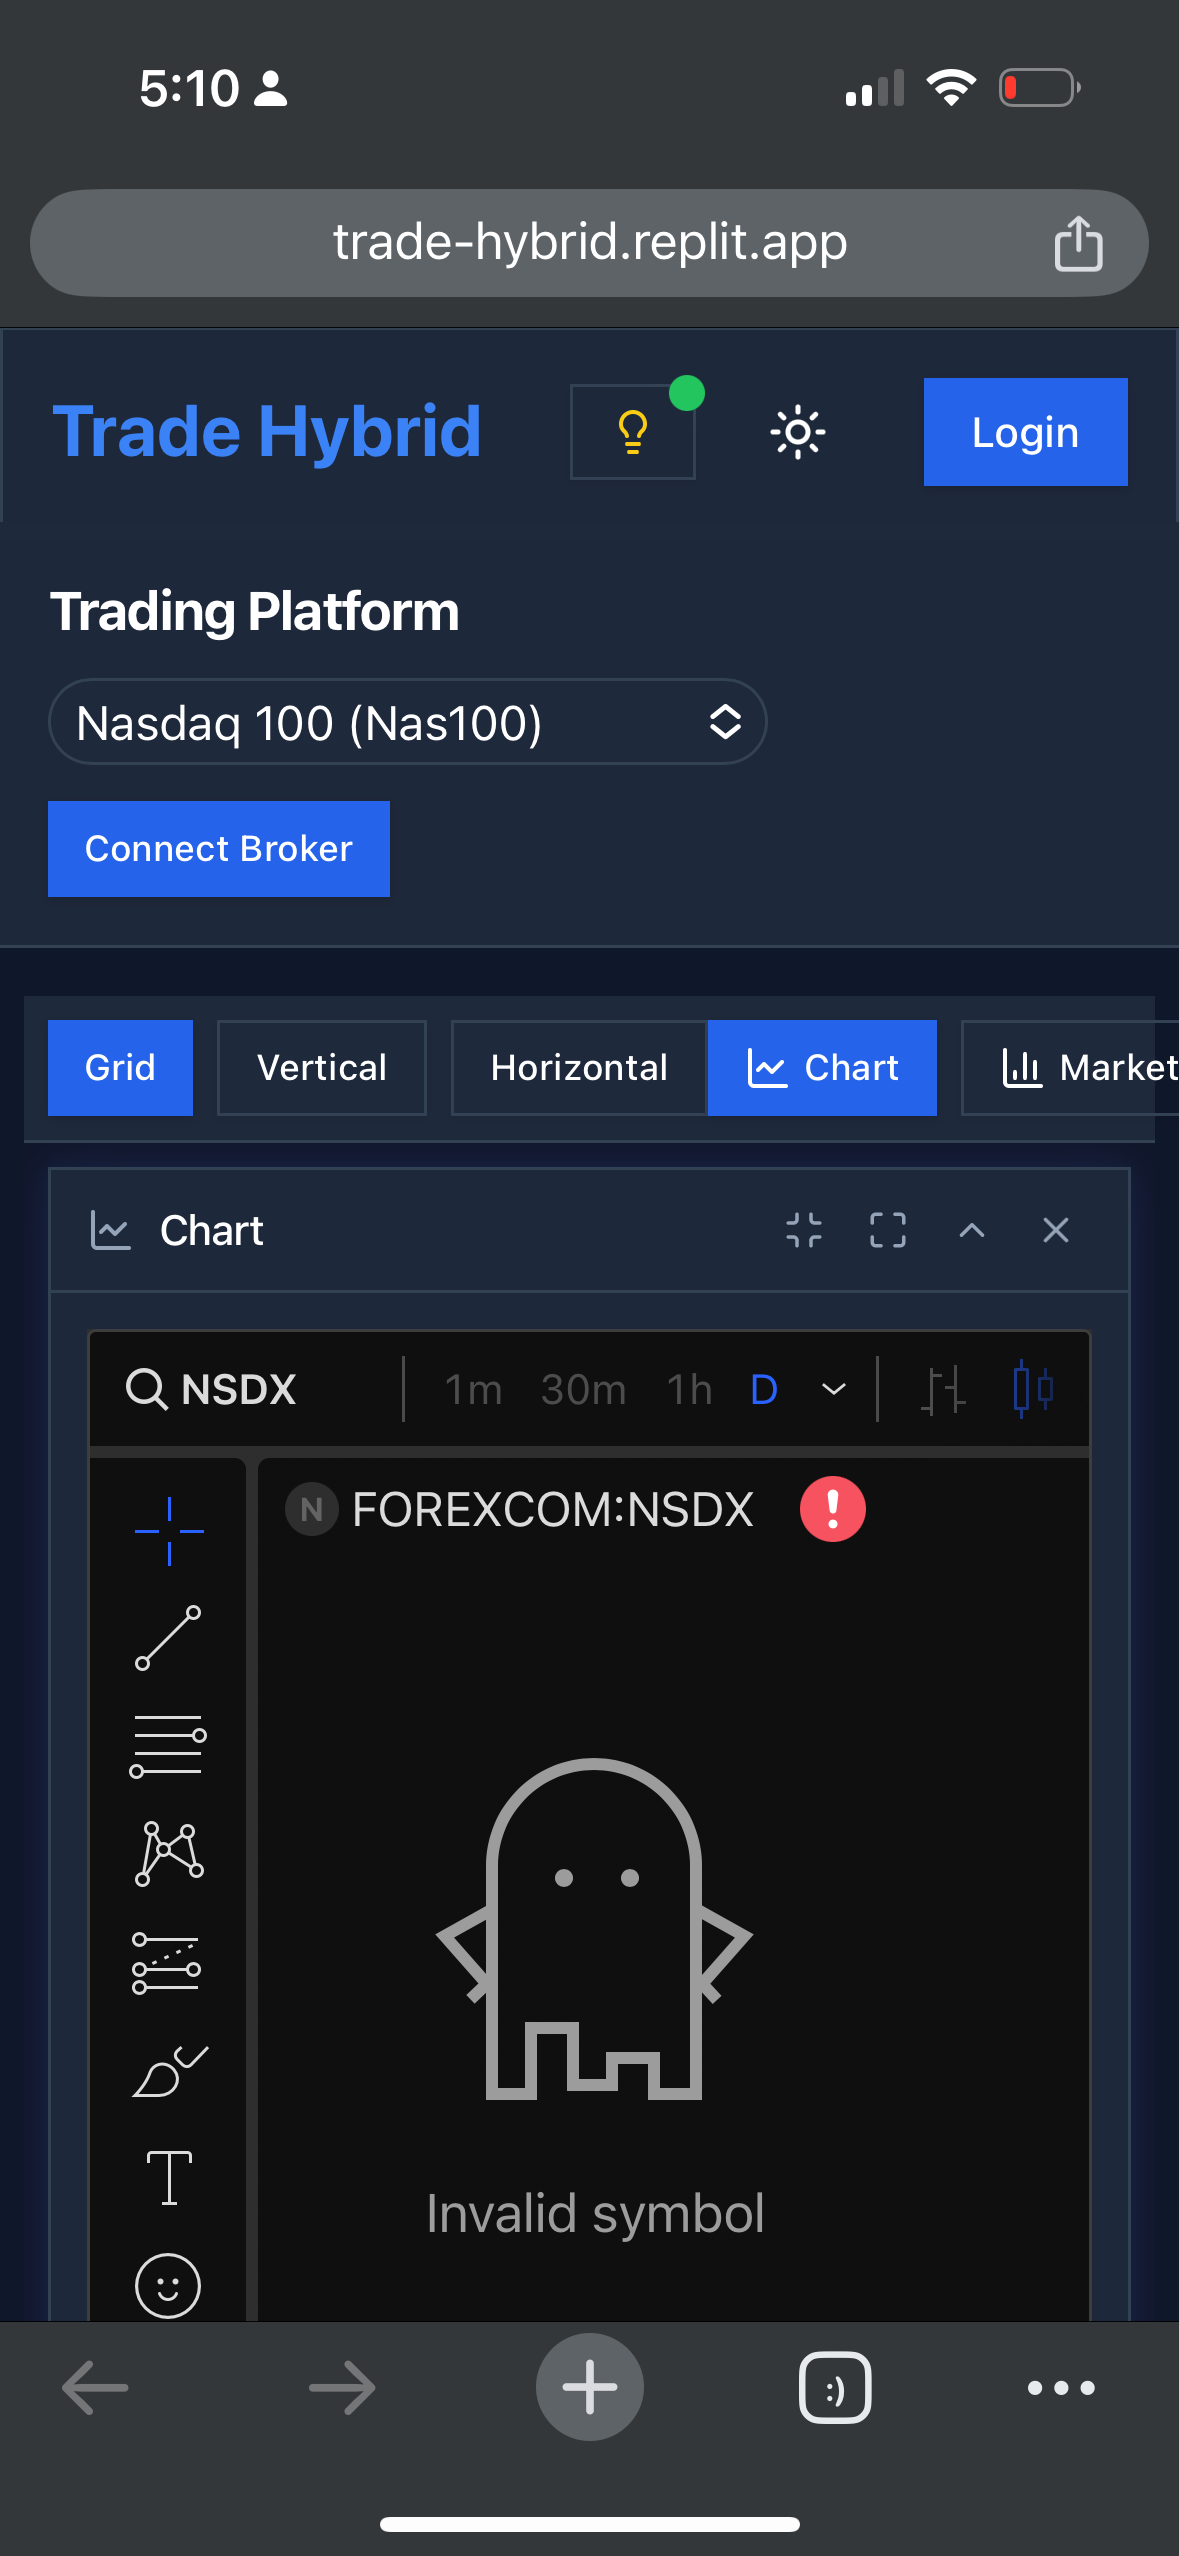 5:10
trade-hybrid.replit.app
Trade Hybrid
Login
Trading Platform
Nasdaq 100 (Nas100)
Connect Broker
Grid Vertical Horizontal Chart Market
Chart
NSDX 1m 30m 1h D
N FOREXCOM:NSDX
Invalid symbol
:)